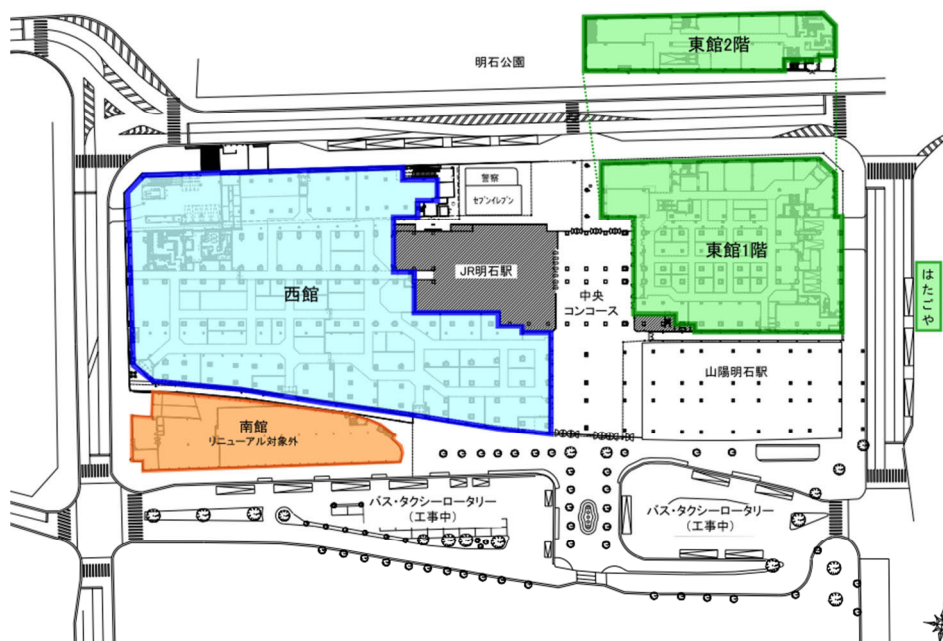 東館2階
明石公園
警察
セブンイレブン
JR明石駅
東館1階
西館
中央
コンコース
はたごや
山陽明石駅
南館
リニューアル対象外
バス・タクシーロータリー
(工事中)
バス・タクシーロータリー
(工事中)